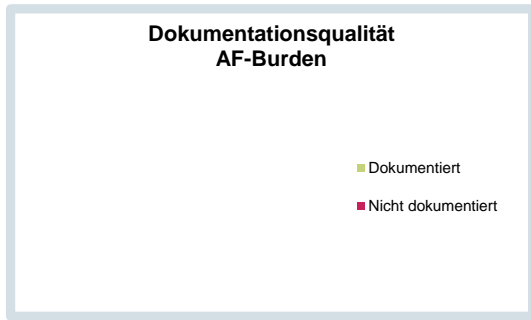 Dokumentationsqualität
AF-Burden
Dokumentiert
Nicht dokumentiert